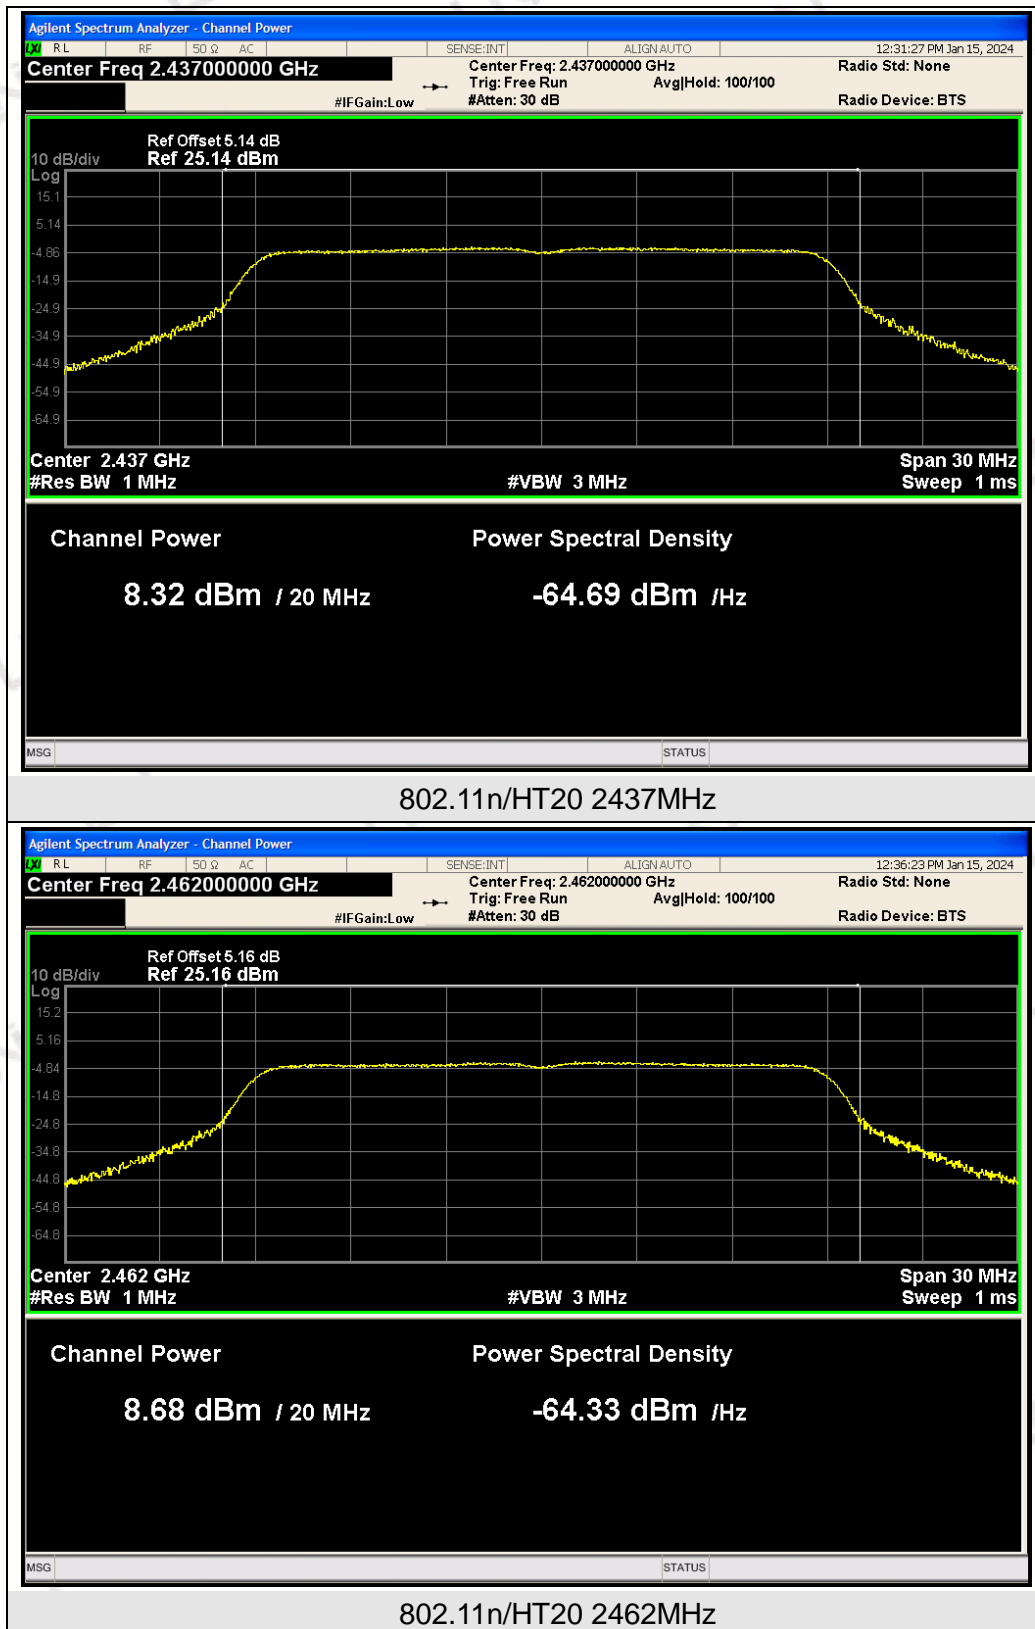 Agilent Spectrum Analyzer - Channel Power
LXI RL RF 50 Ω AC SENSE:INT ALIGN AUTO 12:31:27 PM Jan 15, 2024
Center Freq 2.437000000 GHz Center Freq: 2.437000000 GHz Radio Std: None
Trig: Free Run Avg|Hold: 100/100
#IFGain:Low #Atten: 30 dB Radio Device: BTS
Ref Offset 5.14 dB
10 dB/div Ref 25.14 dBm
Log
15.1
5.14
-4.86
-14.9
-24.9
-34.9
-44.9
-54.9
-64.9
Center 2.437 GHz Span 30 MHz
#Res BW 1 MHz #VBW 3 MHz Sweep 1 ms
Channel Power Power Spectral Density
8.32 dBm / 20 MHz -64.69 dBm /Hz
MSG STATUS
802.11n/HT20 2437MHz
Agilent Spectrum Analyzer - Channel Power
LXI RL RF 50 Ω AC SENSE:INT ALIGN AUTO 12:36:23 PM Jan 15, 2024
Center Freq 2.462000000 GHz Center Freq: 2.462000000 GHz Radio Std: None
Trig: Free Run Avg|Hold: 100/100
#IFGain:Low #Atten: 30 dB Radio Device: BTS
Ref Offset 5.16 dB
10 dB/div Ref 25.16 dBm
Log
15.2
5.16
-4.84
-14.8
-24.8
-34.8
-44.8
-54.8
-64.8
Center 2.462 GHz Span 30 MHz
#Res BW 1 MHz #VBW 3 MHz Sweep 1 ms
Channel Power Power Spectral Density
8.68 dBm / 20 MHz -64.33 dBm /Hz
MSG STATUS
802.11n/HT20 2462MHz